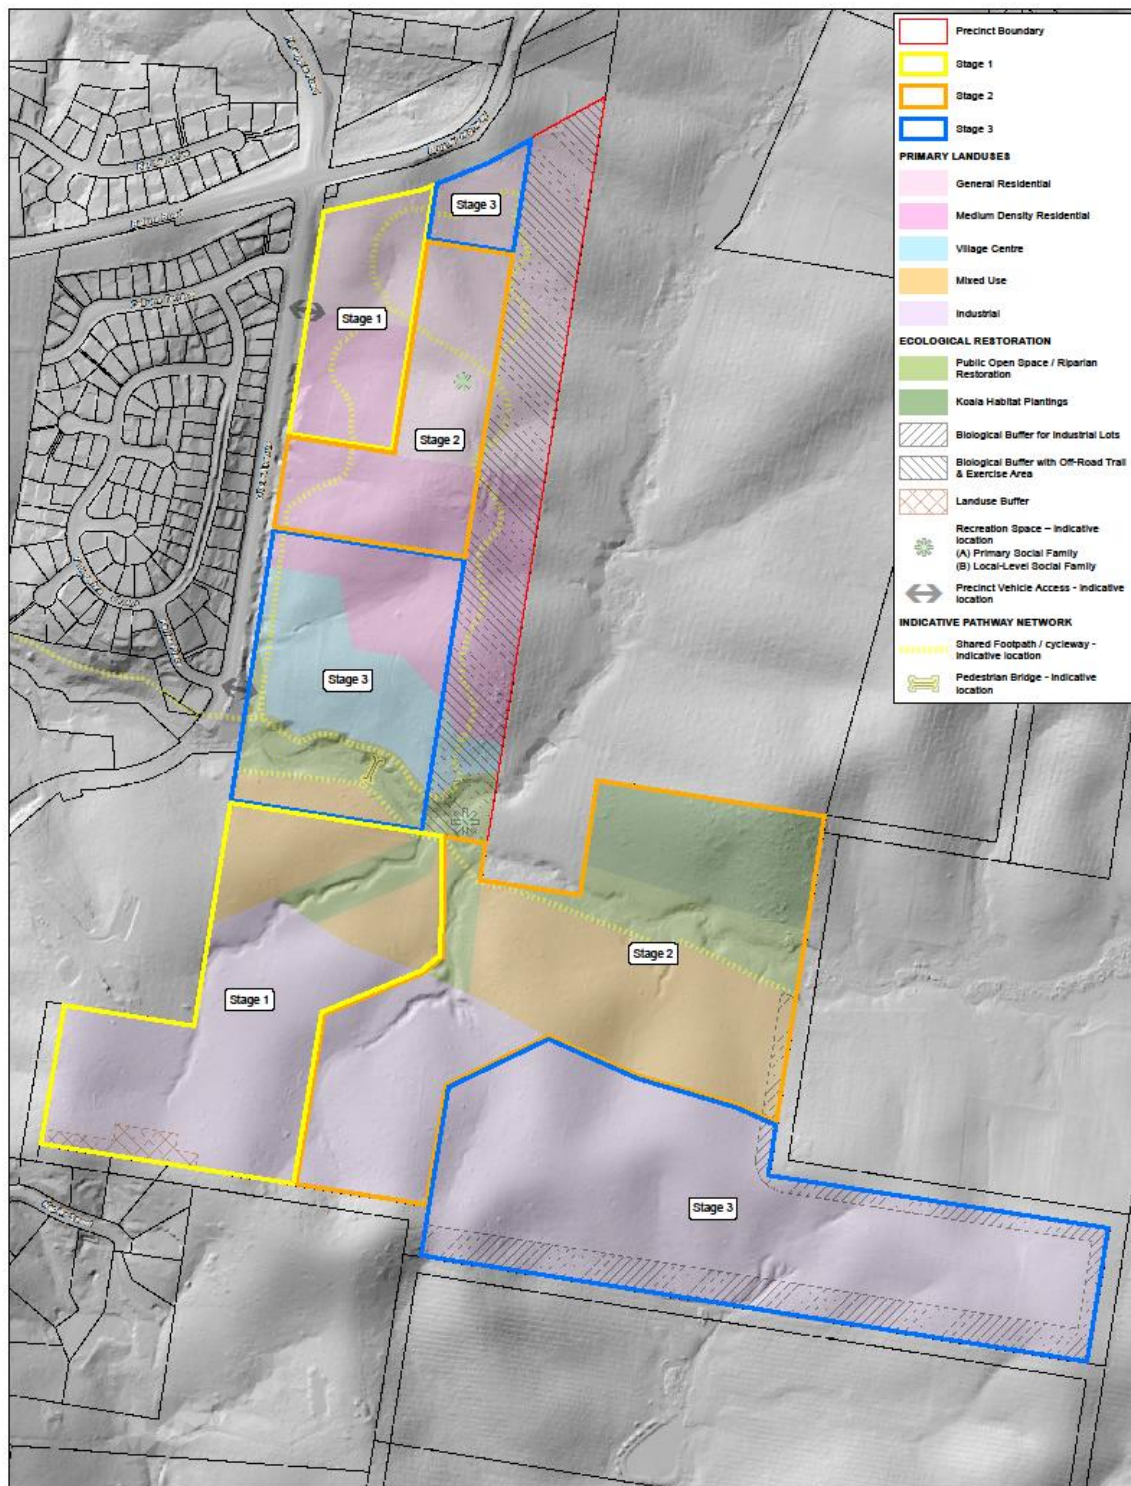 Precinct Boundary
Stage 1
Stage 2
Stage 3
PRIMARY LANDUSES
General Residential
Medium Density Residential
Village Centre
Mixed Use
Industrial
ECOLOGICAL RESTORATION
Public Open Space / Riparian
Restoration
Koala Habitat Plantings
Biological Buffer for Industrial Lots
Biological Buffer with Off-Road Trail
& Exercise Area
Landuse Buffer
Recreation Space – Indicative
location
(A) Primary Social Family
(B) Local-Level Social Family
Precinct Vehicle Access - Indicative
location
INDICATIVE PATHWAY NETWORK
Shared Footpath / cycleway -
Indicative location
Pedestrian Bridge - Indicative
location
Stage 3
Stage 1
Stage 2
Stage 3
Stage 2
Stage 1
Stage 3